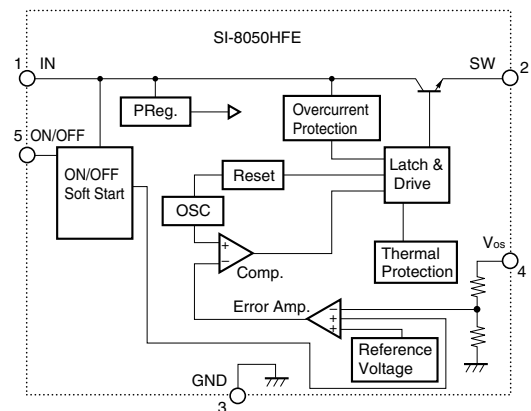 SI-8050HFE
1 IN
SW 2
PReg.
Overcurrent
Protection
5 ON/OFF
ON/OFF
Soft Start
Latch &
Drive
Reset
OSC
+
−
Comp.
Thermal
Protection
Vos
4
Error Amp.
−
+
+
Reference
Voltage
GND
3